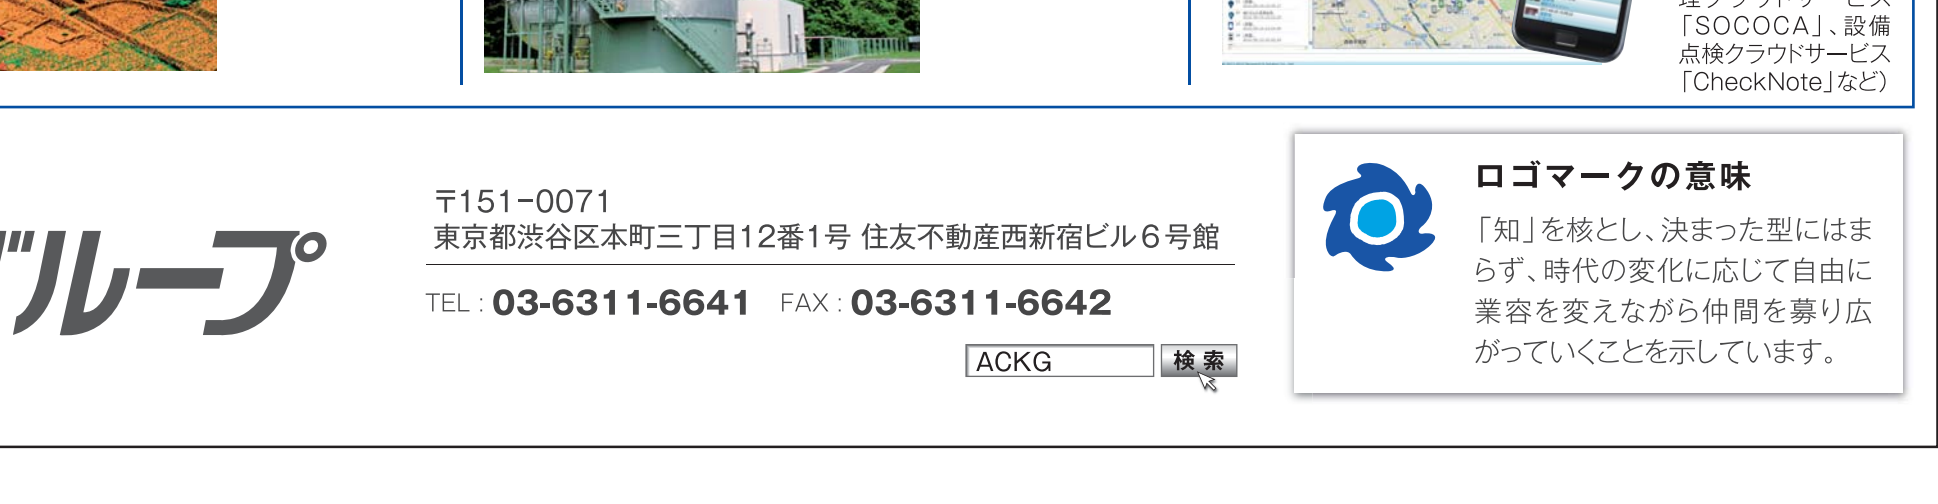 「SOCOCA」、設備
点検クラウドサービス
「CheckNote」など）
グループ
〒151-0071
東京都渋谷区本町三丁目12番1号 住友不動産西新宿ビル6号館
TEL : 03-6311-6641 FAX : 03-6311-6642
ACKG 検索
ロゴマークの意味
「知」を核とし、決まった型にはま
らず、時代の変化に応じて自由に
業容を変えながら仲間を募り広
がっていくことを示しています。